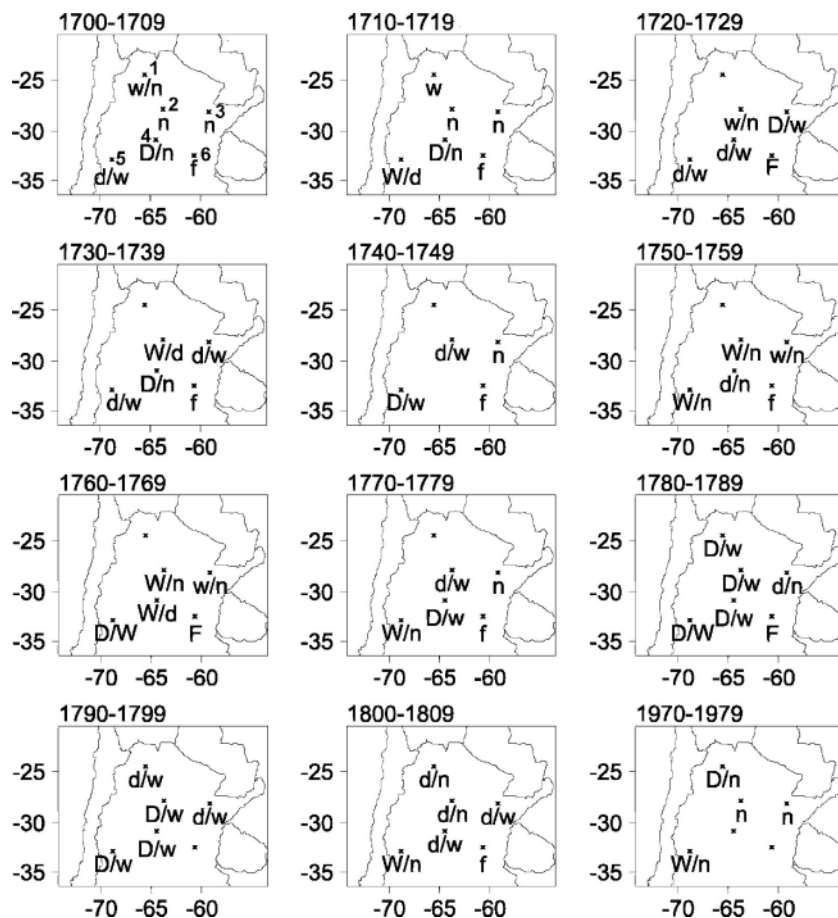 1700-1709 1710-1719 1720-1729
-25 1 w/n -25 w -25
2 3 n n n n w/n D/w
-30 4 -30 -30
5 D/n 6 D/n d/w
d/w f W/d f d/w F
-35 -35 -35
-70 -65 -60 -70 -65 -60 -70 -65 -60
1730-1739 1740-1749 1750-1759
-25 -25 -25
W/d d/w d/w n W/n w/n
-30 -30 -30
D/n d/n
d/w f D/w f W/n f
-35 -35 -35
-70 -65 -60 -70 -65 -60 -70 -65 -60
1760-1769 1770-1779 1780-1789
-25 -25 -25 D/w
W/n w/n d/w n D/w d/n
-30 -30 -30
W/d D/w D/w
D/W F W/n f D/W F
-35 -35 -35
-70 -65 -60 -70 -65 -60 -70 -65 -60
1790-1799 1800-1809 1970-1979
-25 d/w -25 d/n -25 D/n
D/w d/w d/n d/w n n
-30 -30 -30
D/w d/w
D/w W/n f W/n
-35 -35 -35
-70 -65 -60 -70 -65 -60 -70 -65 -60